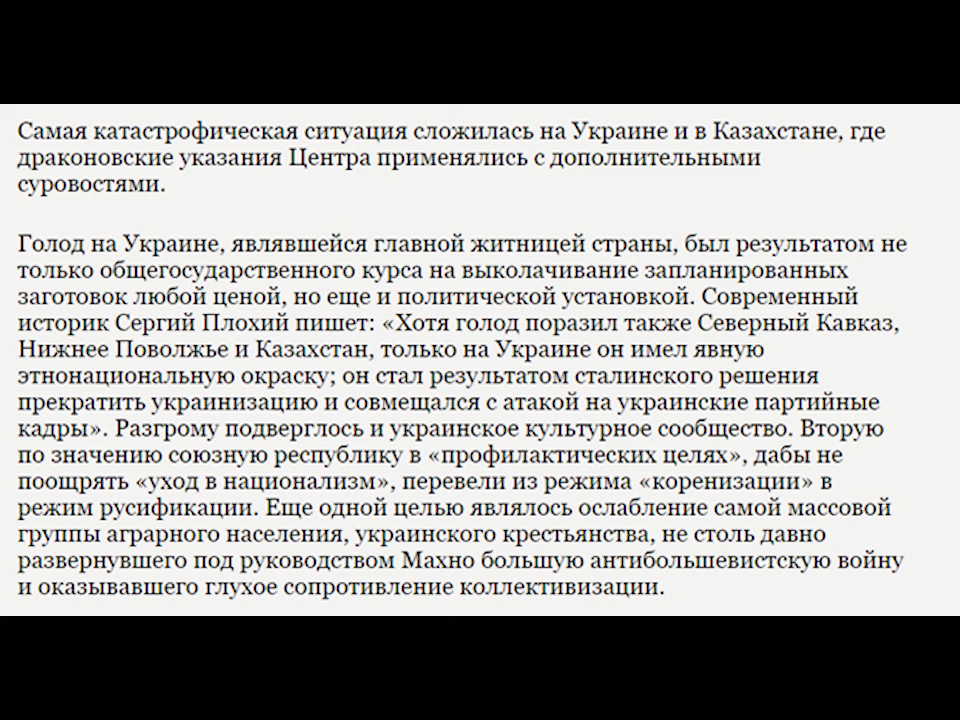 Самая катастрофическая ситуация сложилась на Украине и в Казахстане, где
драконовские указания Центра применялись с дополнительными
суровостями.
Голод на Украине, являвшейся главной житницей страны, был результатом не
только общегосударственного курса на выколачивание запланированных
заготовок любой ценой, но еще и политической установкой. Современный
историк Сергий Плохий пишет: «Хотя голод поразил также Северный Кавказ,
Нижнее Поволжье и Казахстан, только на Украине он имел явную
этнонациональную окраску; он стал результатом сталинского решения
прекратить украинизацию и совмещался с атакой на украинские партийные
кадры». Разгрому подверглось и украинское культурное сообщество. Вторую
по значению союзную республику в «профилактических целях», дабы не
поощрять «уход в национализм», перевели из режима «коренизации» в
режим русификации. Еще одной целью являлось ослабление самой массовой
группы аграрного населения, украинского крестьянства, не столь давно
развернувшего под руководством Махно большую антибольшевистскую войну
и оказывавшего глухое сопротивление коллективизации.